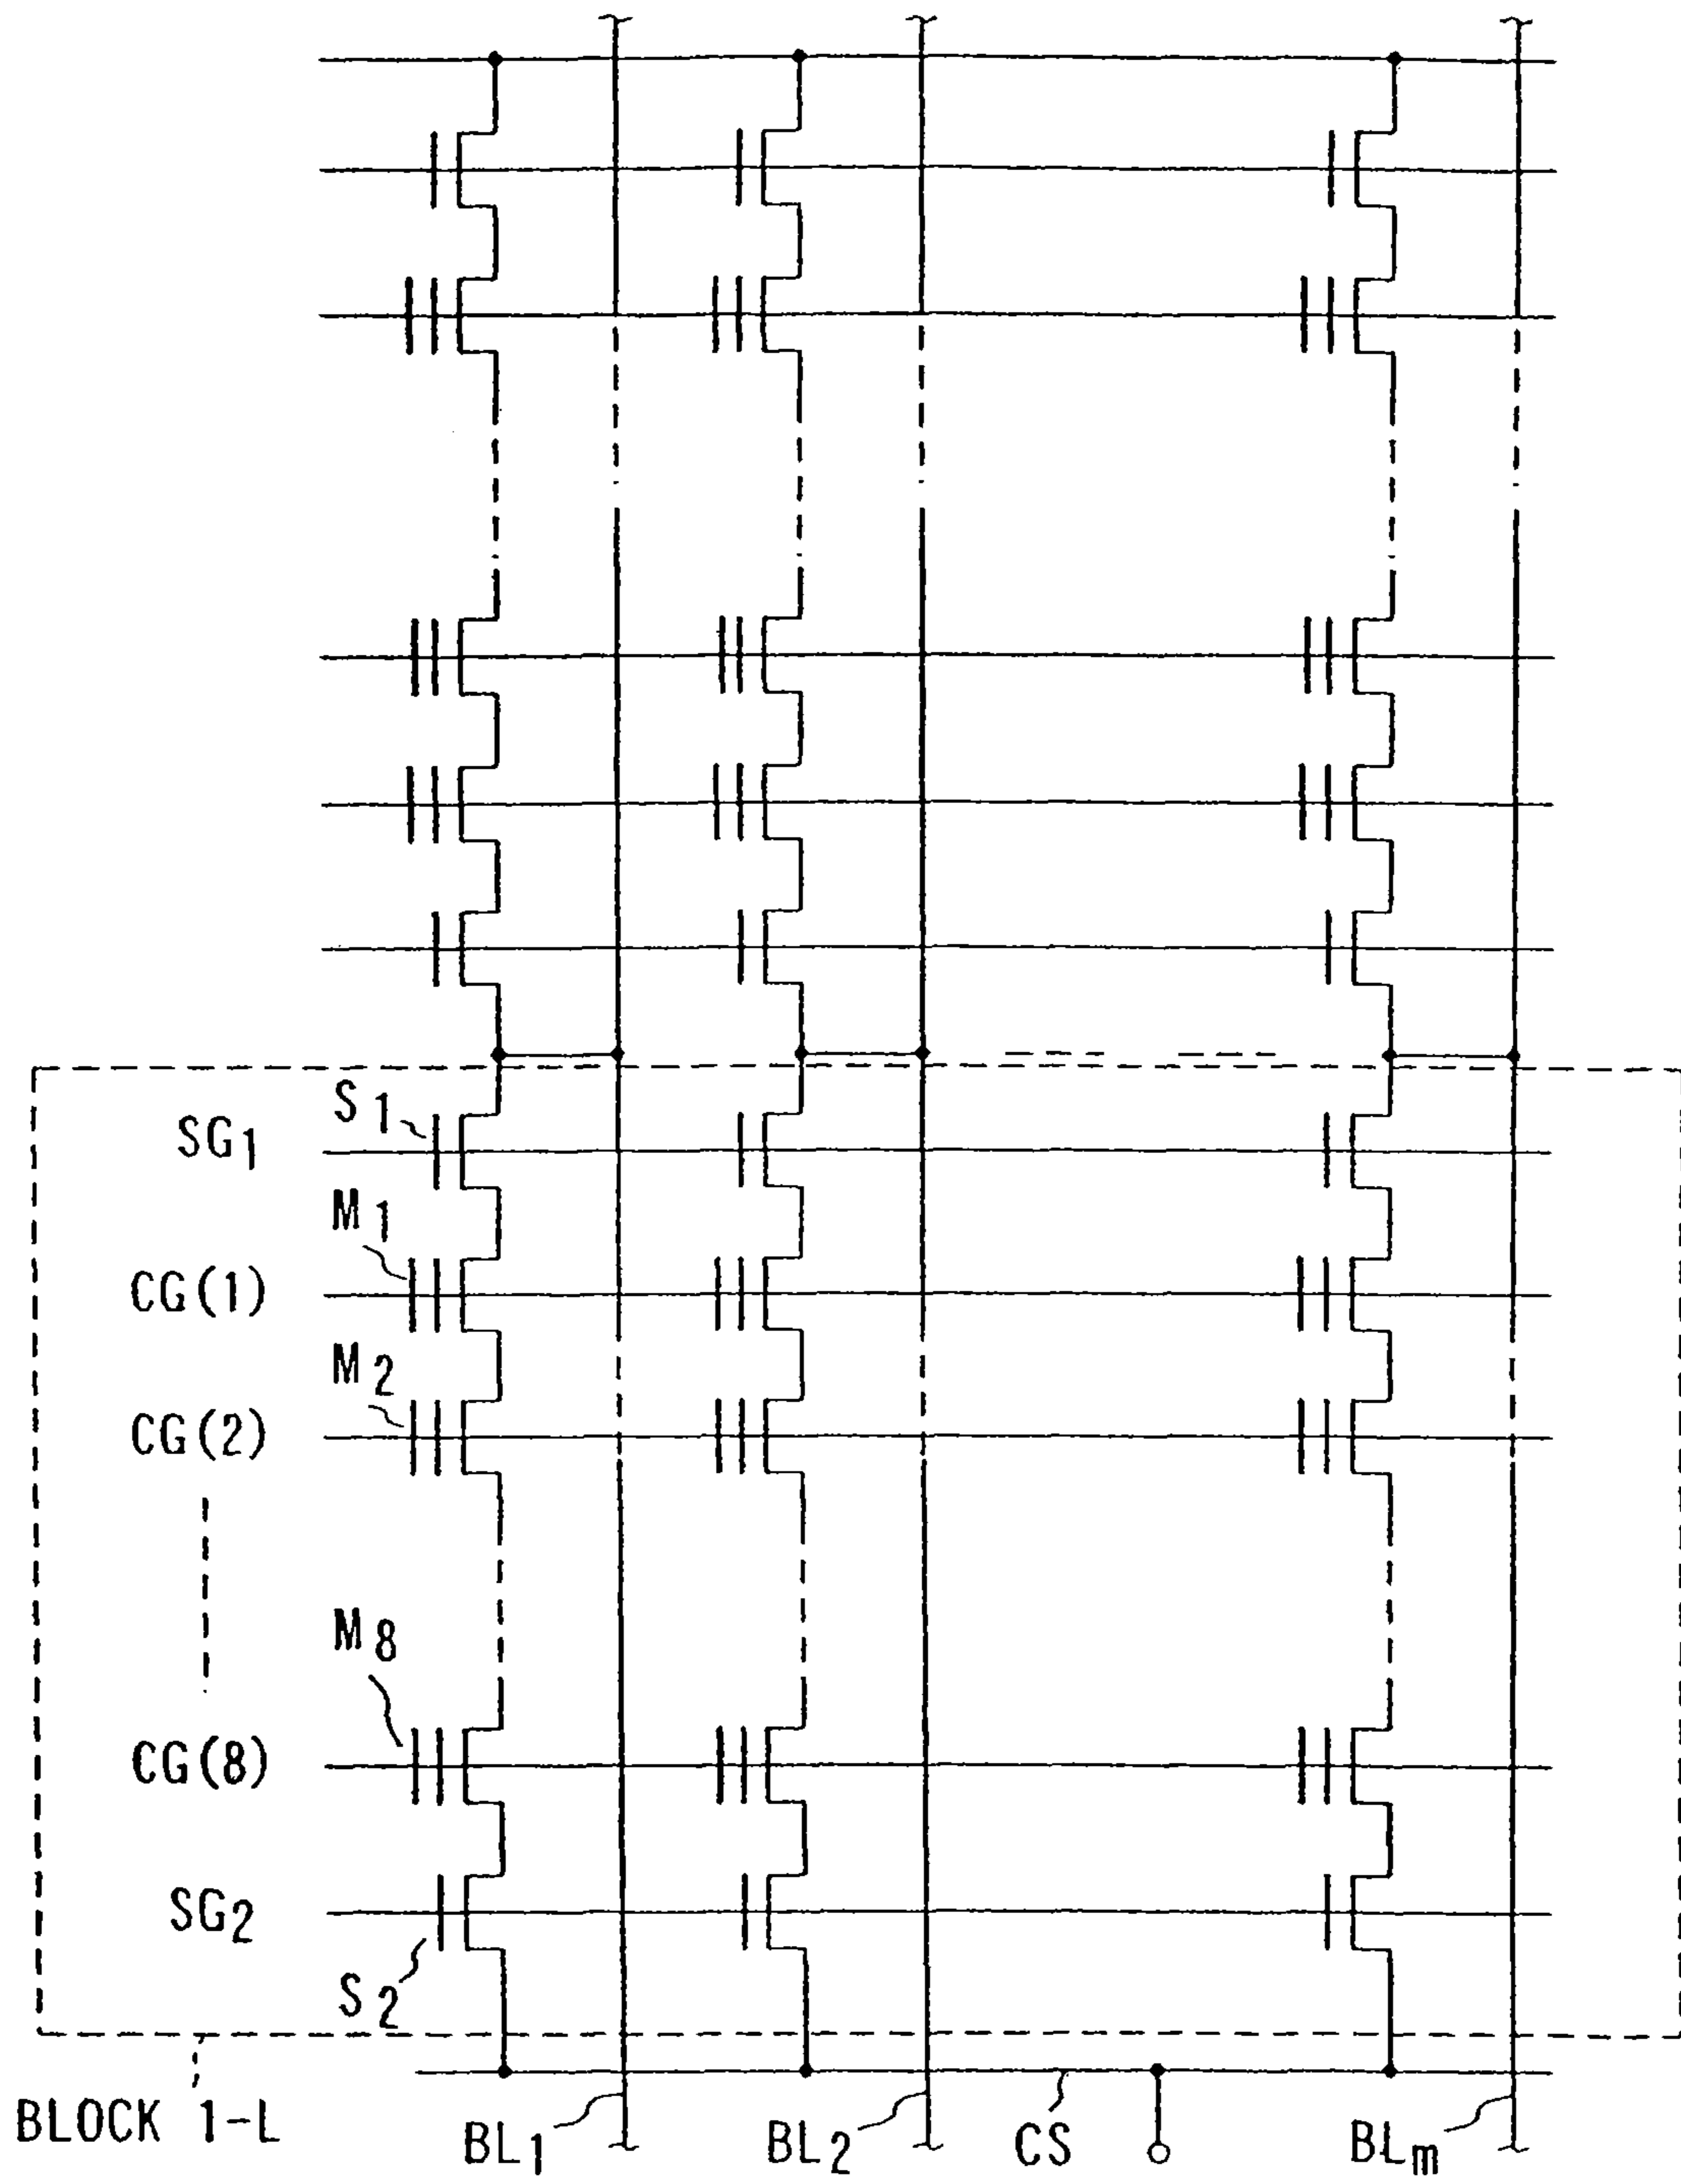 S1
SG1
M1
CG(1)
M2
CG(2)
M8
CG(8)
SG2
S2
BLOCK 1-L
BL1
BL2
CS
BLm